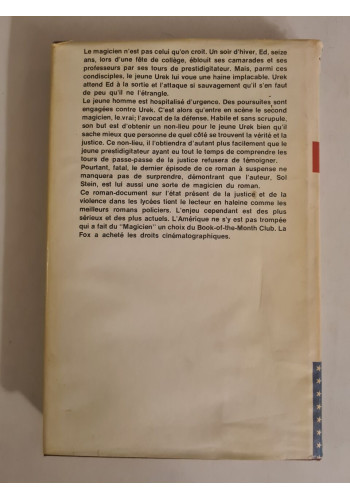 Le magicien n'est pas celui qu'on croit. Un soir d'hiver, Ed, seize
ans, lors d'une fête de collège, éblouit ses camarades et ses
professeurs par ses tours de prestidigitateur. Mais, parmi ces
condisciples, le jeune Urek lui voue une haine implacable. Urek
attend Ed à la sortie et l'attaque si sauvagement qu'il s'en faut
de peu qu'il ne l'étrangle.
Le jeune homme est hospitalisé d'urgence. Des poursuites sont
engagées contre Urek. C'est alors qu'entre en scène le second
magicien, le vrai; l'avocat de la défense. Habile et sans scrupule,
son but est d'obtenir un non-lieu pour le jeune Urek bien qu'il
sache mieux que personne de quel côté se trouvent la vérité et la
justice. Ce non-lieu, il l'obtiendra d'autant plus facilement que le
jeune prestidigitateur ayant eu tout le temps de comprendre les
tours de passe-passe de la justice refusera de témoigner.
Pourtant, fatal, le dernier épisode de ce roman à suspense ne
manquera pas de surprendre, démontrant que l'auteur, Sol
Stein, est lui aussi une sorte de magicien du roman.
Ce roman-document sur l'état présent de la justice et de la
violence dans les lycées tient le lecteur en haleine comme les
meilleurs romans policiers. L'enjeu cependant est des plus
sérieux et des plus actuels. L'Amérique ne s'y est pas trompée
qui a fait du "Magicien" un choix du Book-of-the-Month Club. La
Fox a acheté les droits cinématographiques.